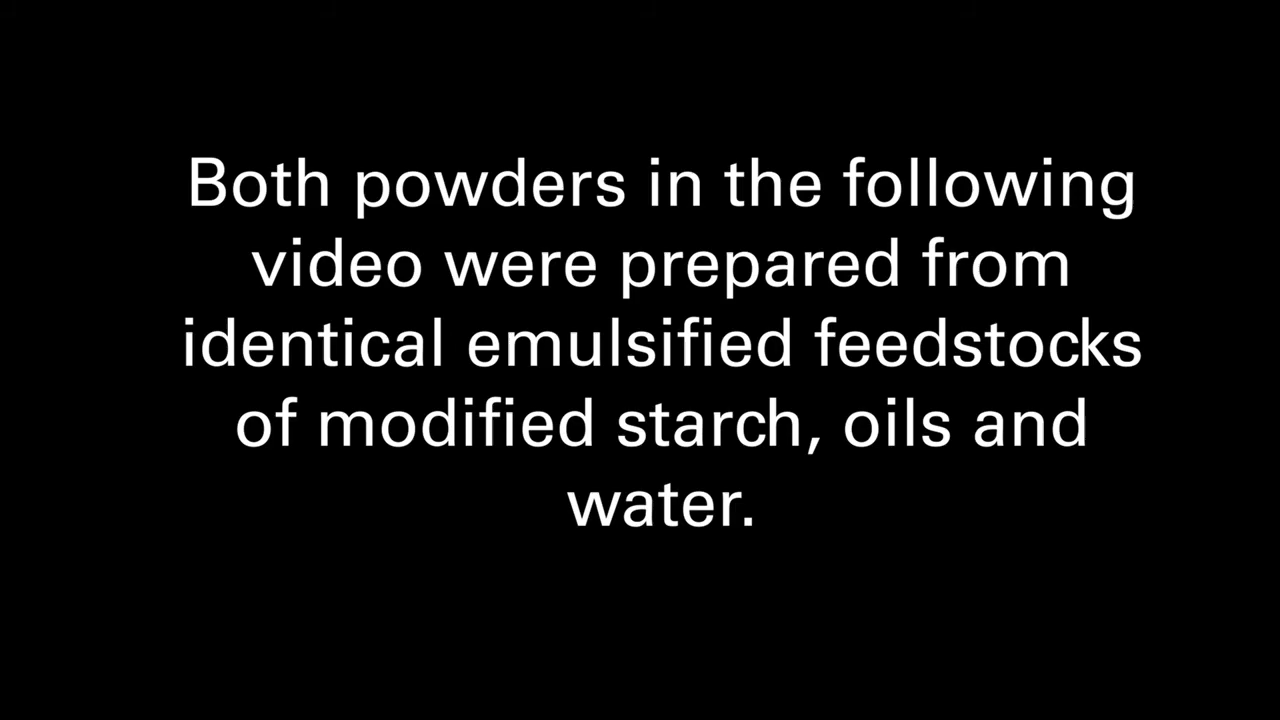 Both powders in the following
video were prepared from
identical emulsified feedstocks
of modified starch, oils and
water.